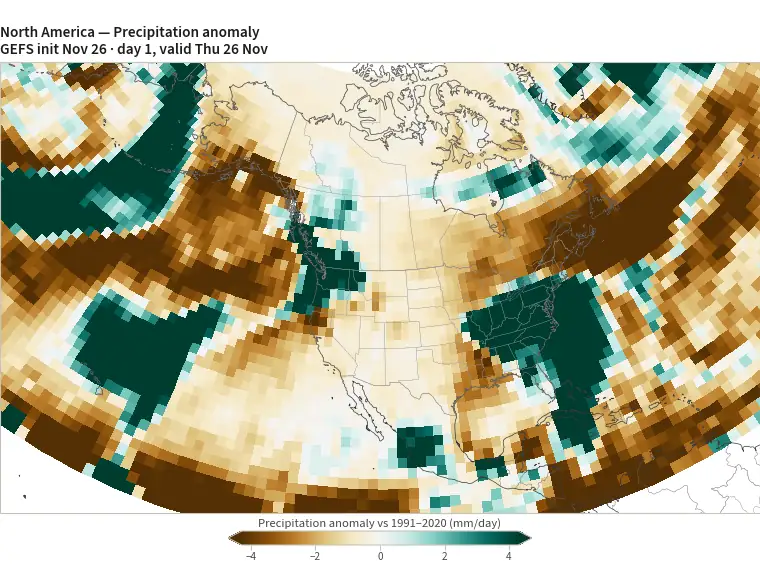 North America — Precipitation anomaly
GEFS init Nov 26 · day 1, valid Thu 26 Nov
Precipitation anomaly vs 1991–2020 (mm/day)
−4 −2 0 2 4